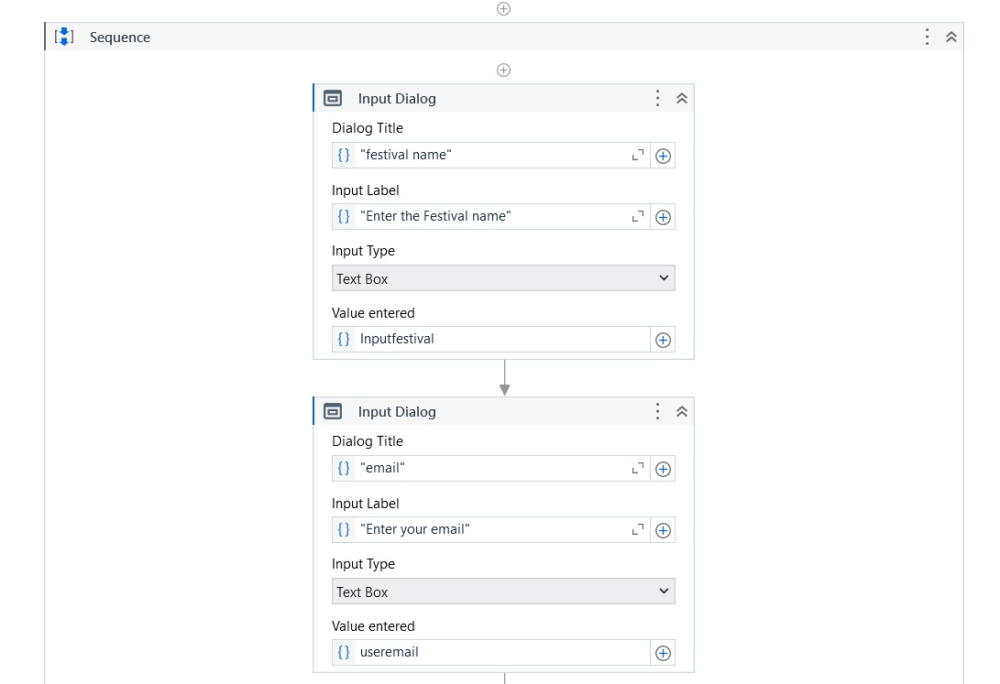 Sequence
Input Dialog
Dialog Title
{} "festival name"
Input Label
{} "Enter the Festival name"
Input Type
Text Box
Value entered
{} Inputfestival
Input Dialog
Dialog Title
{} "email"
Input Label
{} "Enter your email"
Input Type
Text Box
Value entered
{} useremail